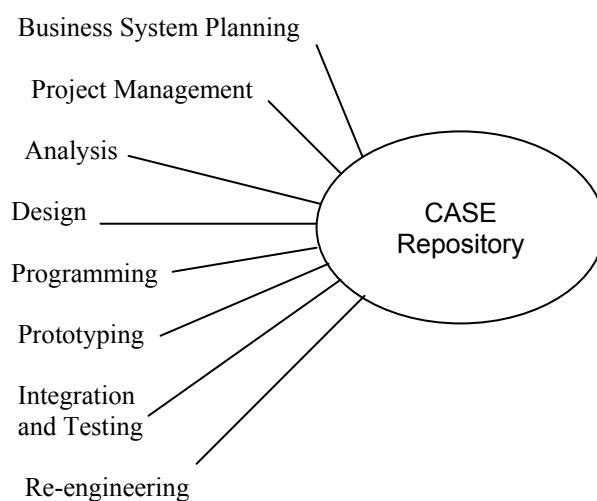 Business System Planning
Project Management
Analysis
Design
Programming
Prototyping
Integration
and Testing
Re-engineering
CASE
Repository